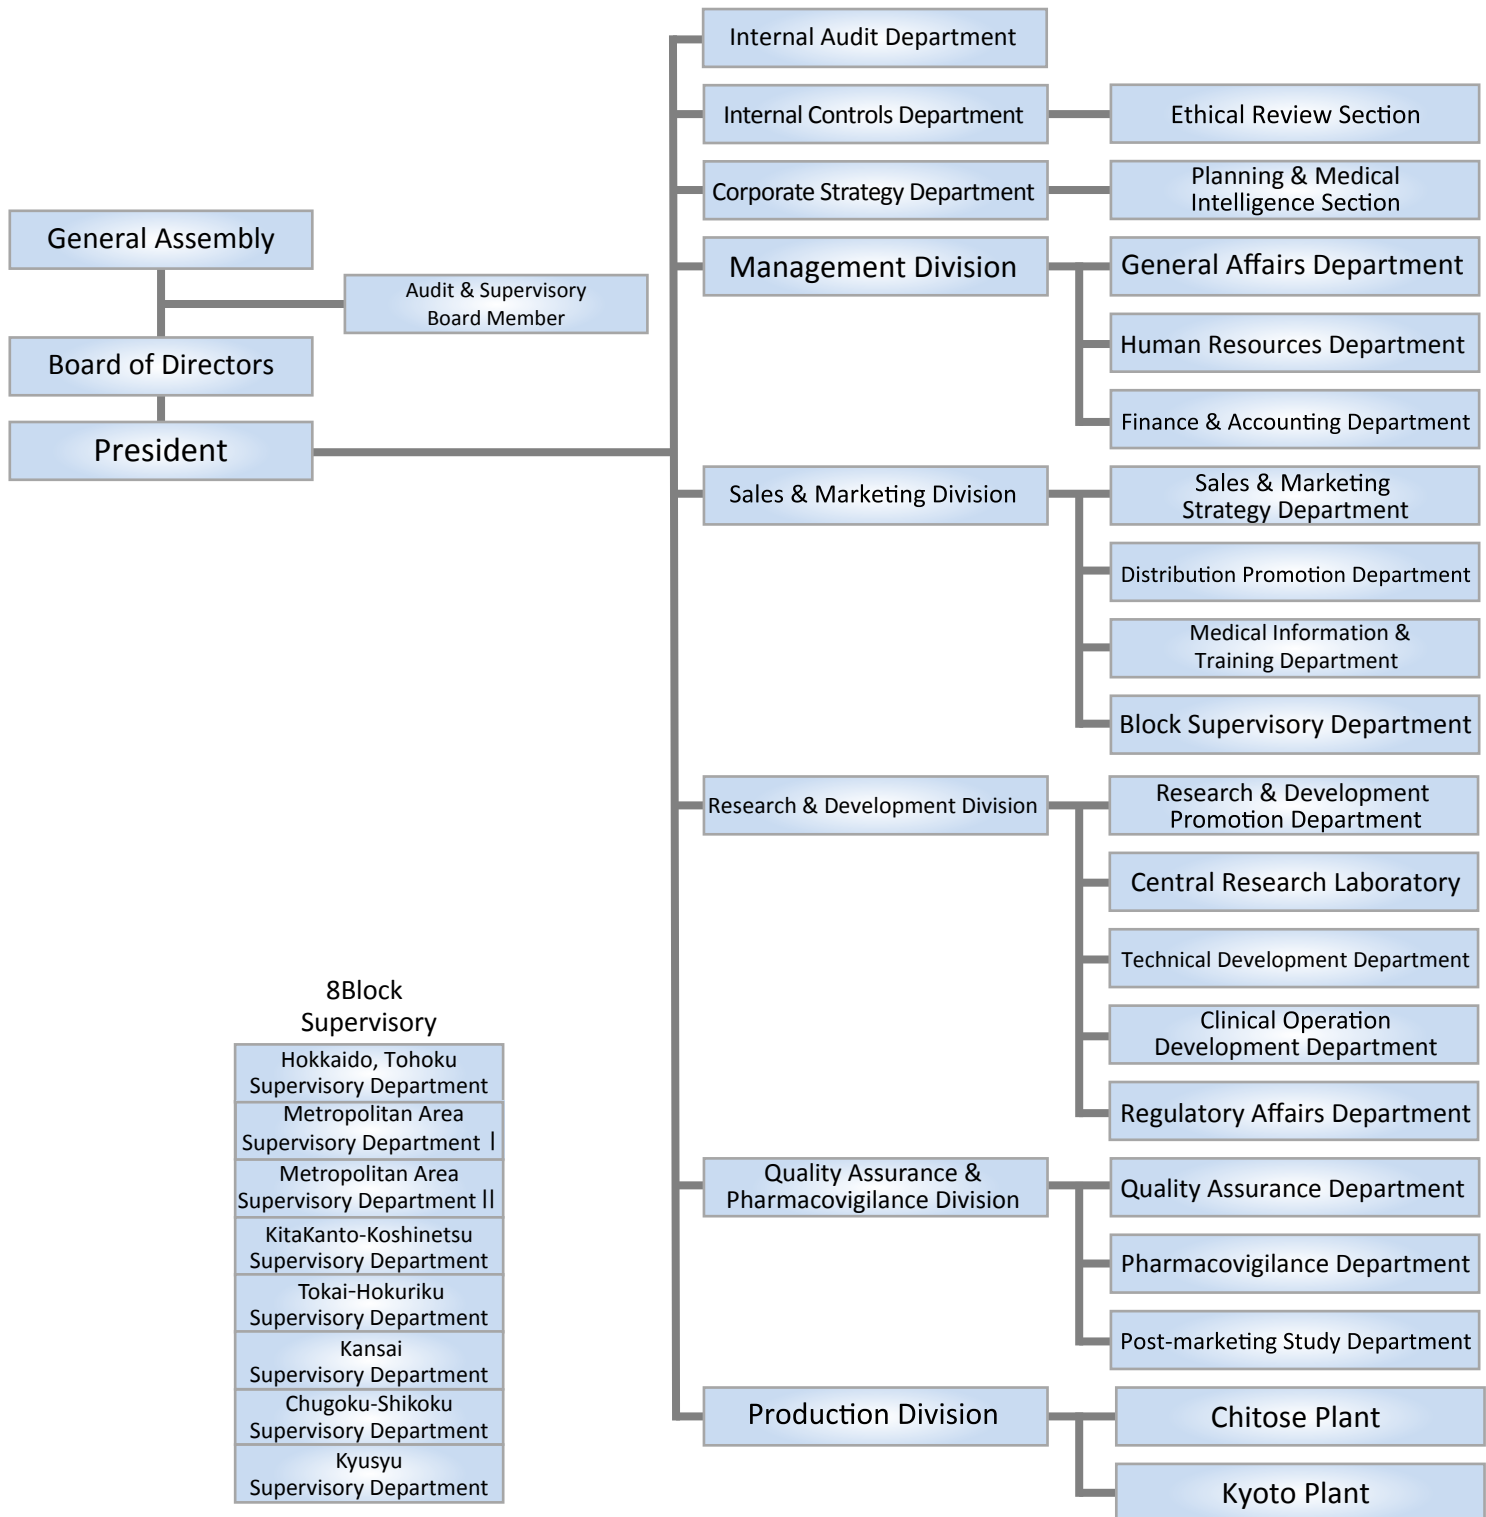 General Assembly
Audit & Supervisory
Board Member
Board of Directors
President
Internal Audit Department
Internal Controls Department
Ethical Review Section
Corporate Strategy Department
Planning & Medical
Intelligence Section
Management Division
General Affairs Department
Human Resources Department
Finance & Accounting Department
Sales & Marketing Division
Sales & Marketing
Strategy Department
Distribution Promotion Department
Medical Information &
Training Department
Block Supervisory Department
Research & Development Division
Research & Development
Promotion Department
Central Research Laboratory
Technical Development Department
Clinical Operation
Development Department
Regulatory Affairs Department
Quality Assurance &
Pharmacovigilance Division
Quality Assurance Department
Pharmacovigilance Department
Post-marketing Study Department
Production Division
Chitose Plant
Kyoto Plant
8Block
Supervisory
Hokkaido, Tohoku
Supervisory Department
Metropolitan Area
Supervisory Department Ⅰ
Metropolitan Area
Supervisory Department Ⅱ
KitaKanto-Koshinetsu
Supervisory Department
Tokai-Hokuriku
Supervisory Department
Kansai
Supervisory Department
Chugoku-Shikoku
Supervisory Department
Kyusyu
Supervisory Department